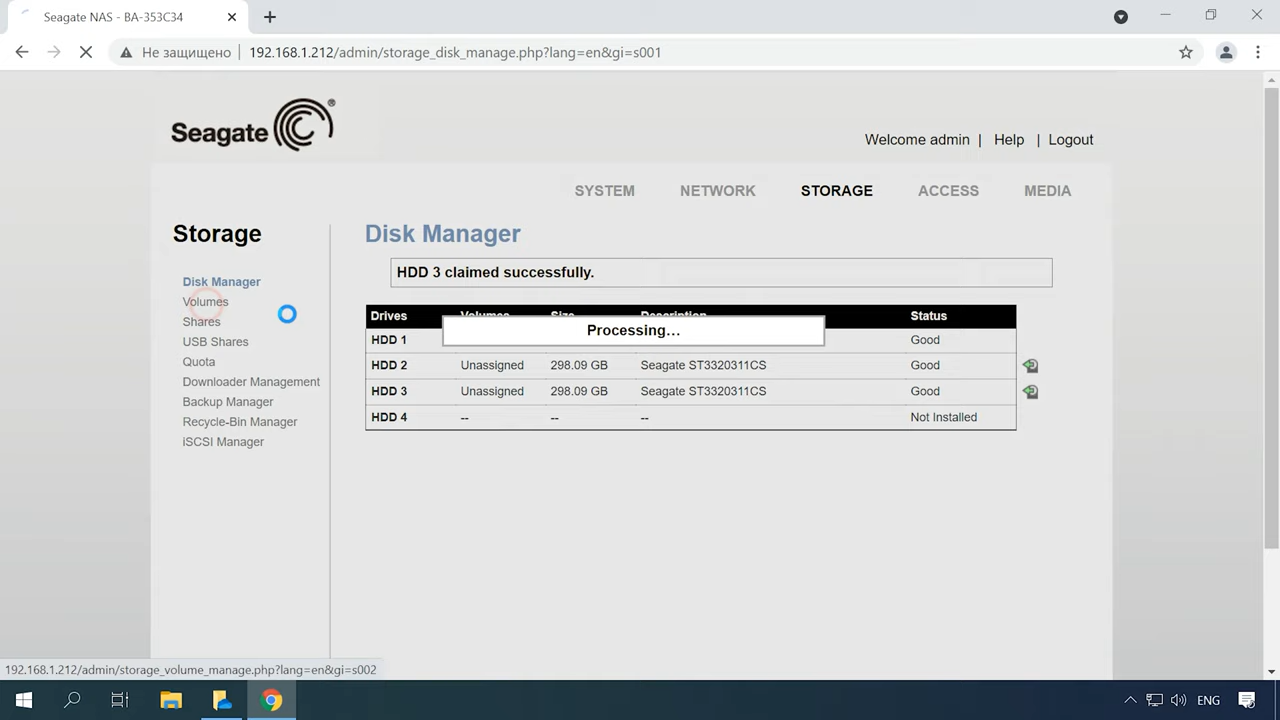 Seagate NAS - BA-353C34
Не защищено 192.168.1.212/admin/storage_disk_manage.php?lang=en&gi=s001
Seagate®
Welcome admin | Help | Logout
SYSTEM NETWORK STORAGE ACCESS MEDIA
Storage
Disk Manager
Volumes
Shares
USB Shares
Quota
Downloader Management
Backup Manager
Recycle-Bin Manager
iSCSI Manager
Disk Manager
HDD 3 claimed successfully.
Drives Volumes Size Description Status
Processing...
HDD 1 Good
HDD 2 Unassigned 298.09 GB Seagate ST3320311CS Good
HDD 3 Unassigned 298.09 GB Seagate ST3320311CS Good
HDD 4 -- -- -- Not Installed
192.168.1.212/admin/storage_volume_manage.php?lang=en&gi=s002
ENG